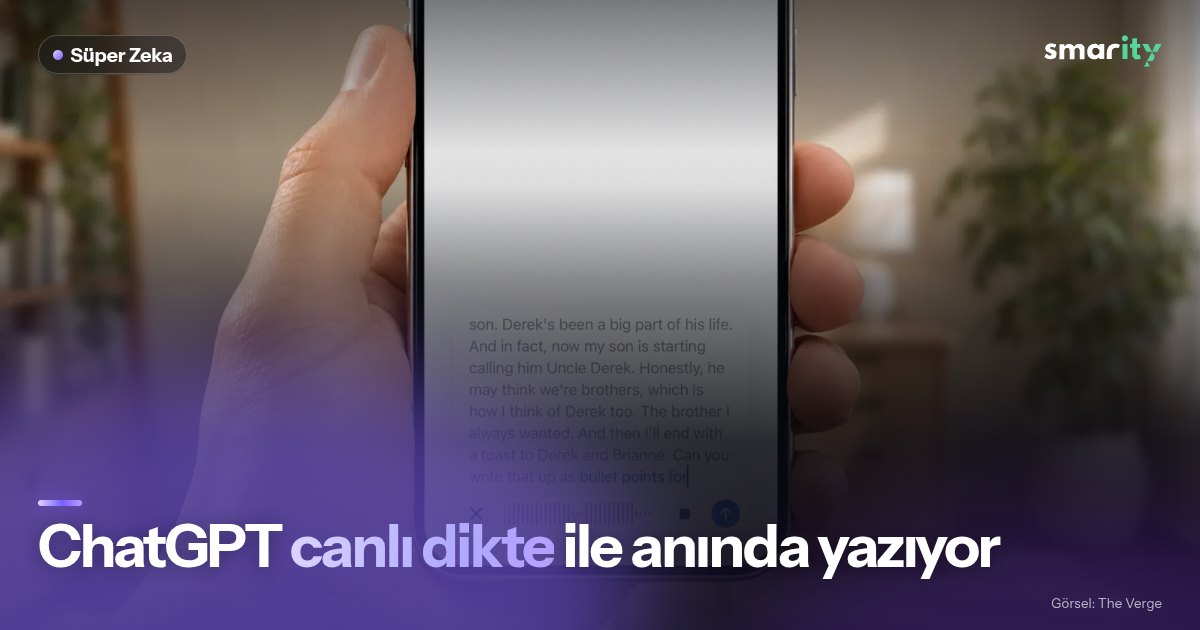 Süper Zeka
smarity
son. Derek's been a big part of his life.
And in fact, now my son is starting
calling him Uncle Derek. Honestly, he
may think we're brothers, which is
how I think of Derek too. The brother I
always wanted. And then I'll end with
a toast to Derek and Brianne. Can you
write that up as bullet points for
ChatGPT canlı dikte ile anında yazıyor
Görsel: The Verge